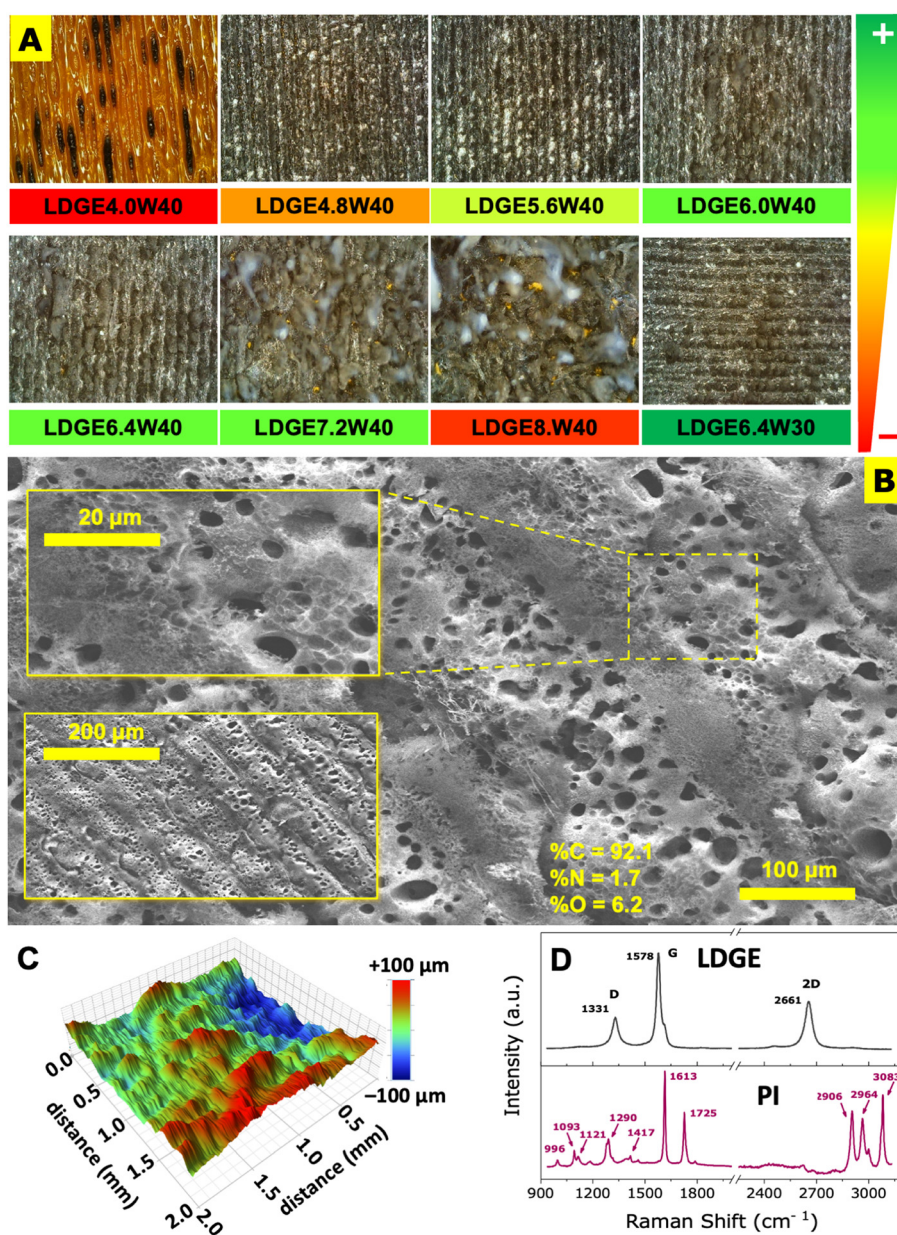 A
+
LDGE4.0W40 LDGE4.8W40 LDGE5.6W40 LDGE6.0W40
LDGE6.4W40 LDGE7.2W40 LDGE8.W40 LDGE6.4W30
–
B
20 µm
200 µm
%C = 92.1
%N = 1.7
%O = 6.2
100 µm
C
+100 µm
–100 µm
0.0
0.5
1.0
1.5
2.0
distance (mm)
2.0
1.5
1.0
0.5
distance (mm)
D
LDGE
1578
G
D
1331
2D
2661
PI
996
1093
1121
1290
1417
1613
1725
2906
2964
3083
Intensity (a.u.)
900 1200 1500 1800 2400 2700 3000
Raman Shift (cm⁻¹)